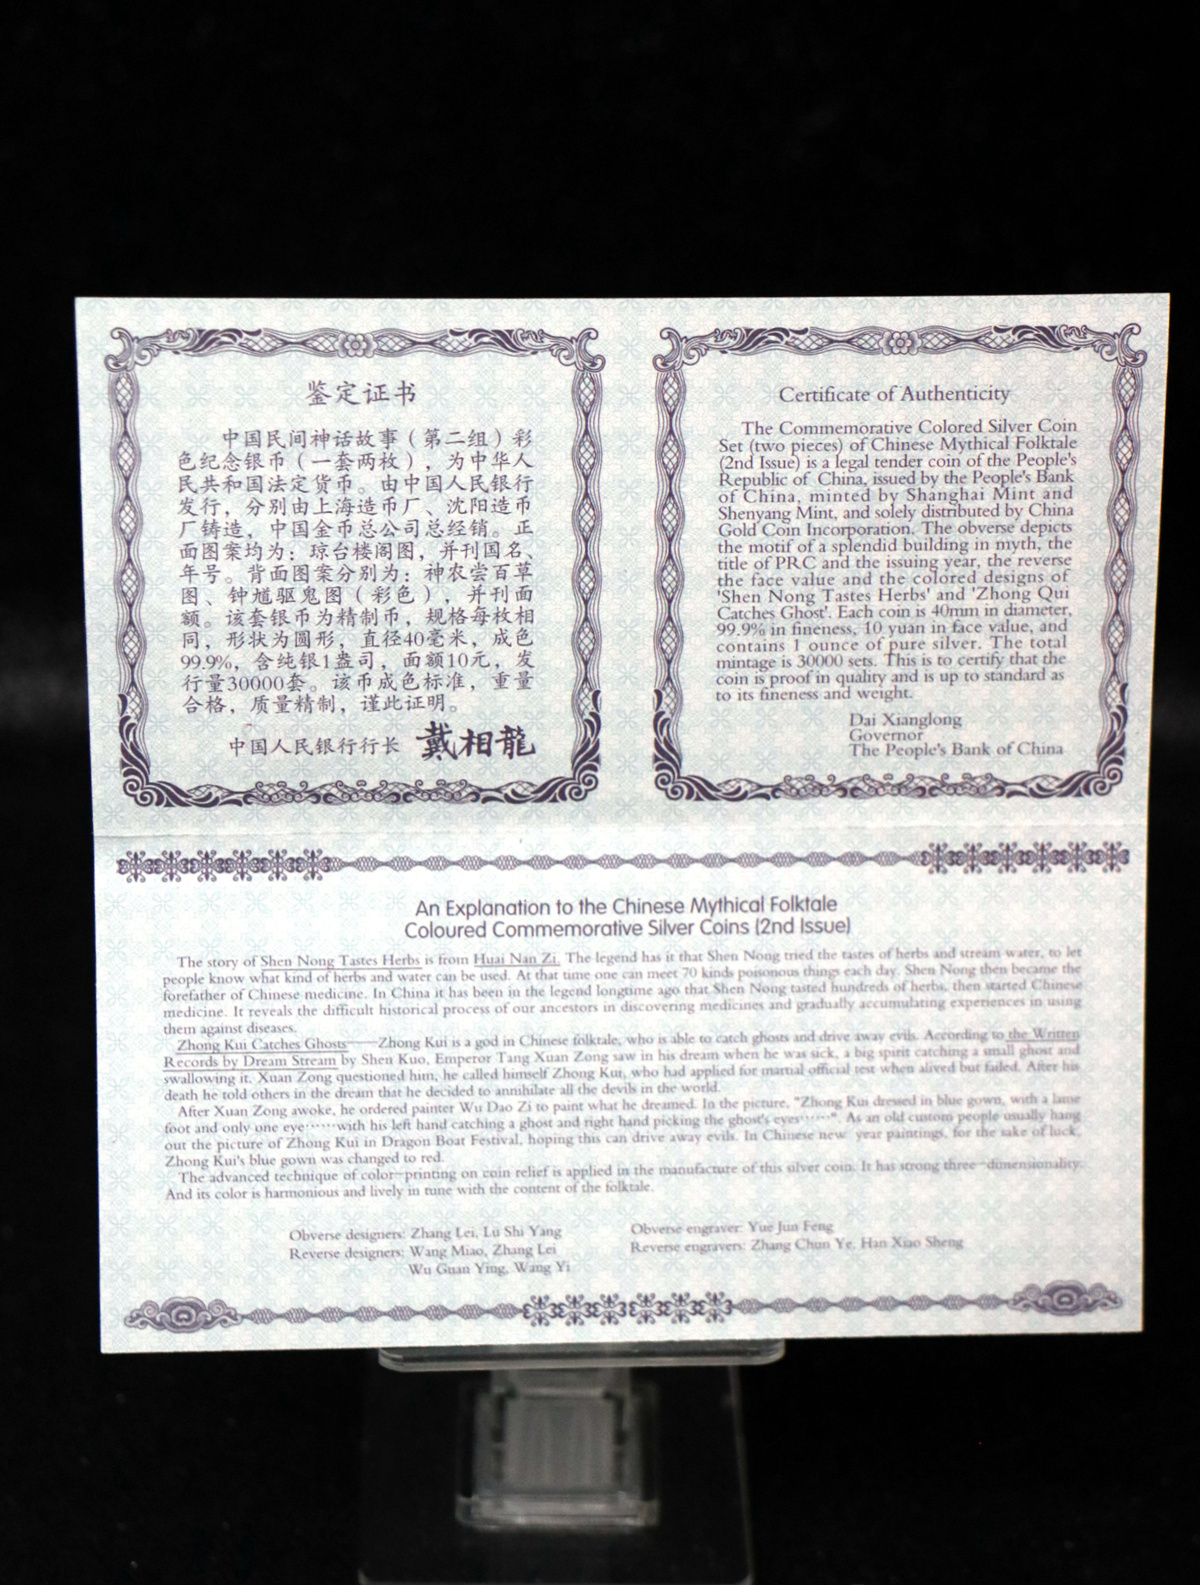 鉴定证书
中国民间神话故事（第二组）彩
色纪念银币（一套两枚），为中华人
民共和国法定货币。由中国人民银行
发行，分别由上海造币厂、沈阳造币
厂铸造，中国金币总公司总经销。正
面图案均为：琼台楼阁图，并刊国名、
年号。背面图案分别为：神农尝百草
图、钟馗驱鬼图（彩色），并刊面
额。该套银币为精制币，规格每枚相
同，形状为圆形，直径40毫米，成色
99.9%，含纯银1盎司，面额10元，发
行量30000套。该币成色标准，重量
合格，质量精制，谨此证明。
中国人民银行行长 戴相龍
Certificate of Authenticity
The Commemorative Colored Silver Coin
Set (two pieces) of Chinese Mythical Folktale
(2nd Issue) is a legal tender coin of the People's
Republic of China, issued by the People's Bank
of China, minted by Shanghai Mint and
Shenyang Mint, and solely distributed by China
Gold Coin Incorporation. The obverse depicts
the motif of a splendid building in myth, the
title of PRC and the issuing year, the reverse
the face value and the colored designs of
'Shen Nong Tastes Herbs' and 'Zhong Qui
Catches Ghost'. Each coin is 40mm in diameter,
99.9% in fineness, 10 yuan in face value, and
contains 1 ounce of pure silver. The total
mintage is 30000 sets. This is to certify that the
coin is proof in quality and is up to standard as
to its fineness and weight.
Dai Xianglong
Governor
The People's Bank of China
An Explanation to the Chinese Mythical Folktale
Coloured Commemorative Silver Coins (2nd Issue)
The story of Shen Nong Tastes Herbs is from Huai Nan Zi. The legend has it that Shen Nong tried the tastes of herbs and stream water, to let
people know what kind of herbs and water can be used. At that time one can meet 70 kinds poisonous things each day. Shen Nong then became the
forefather of Chinese medicine. In China it has been in the legend longtime ago that Shen Nong tasted hundreds of herbs, then started Chinese
medicine. It reveals the difficult historical process of our ancestors in discovering medicines and gradually accumulating experiences in using
them against diseases.
Zhong Kui Catches Ghosts——Zhong Kui is a god in Chinese folktale, who is able to catch ghosts and drive away evils. According to the Written
Records by Dream Stream by Shen Kuo, Emperor Tang Xuan Zong saw in his dream when he was sick, a big spirit catching a small ghost and
swallowing it. Xuan Zong questioned him, he called himself Zhong Kui, who had applied for martial official test when alived but failed. After his
death he told others in the dream that he decided to annihilate all the devils in the world.
After Xuan Zong awoke, he ordered painter Wu Dao Zi to paint what he dreamed. In the picture, "Zhong Kui dressed in blue gown, with a lame
foot and only one eye······with his left hand catching a ghost and right hand picking the ghost's eyes······". As an old custom people usually hang
out the picture of Zhong Kui in Dragon Boat Festival, hoping this can drive away evils. In Chinese new year paintings, for the sake of luck,
Zhong Kui's blue gown was changed to red.
The advanced technique of color-printing on coin relief is applied in the manufacture of this silver coin. It has strong three-dimensionality.
And its color is harmonious and lively in tune with the content of the folktale.
Obverse designers: Zhang Lei, Lu Shi Yang
Reverse designers: Wang Miao, Zhang Lei
Wu Guan Ying, Wang Yi
Obverse engraver: Yue Jun Feng
Reverse engravers: Zhang Chun Ye, Han Xiao Sheng